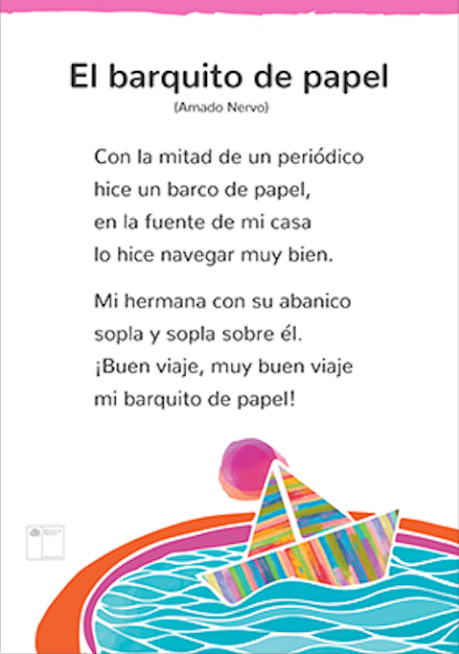 El barquito de papel
(Amado Nervo)
Con la mitad de un periódico
hice un barco de papel,
en la fuente de mi casa
lo hice navegar muy bien.
Mi hermana con su abanico
sopla y sopla sobre él.
¡Buen viaje, muy buen viaje
mi barquito de papel!